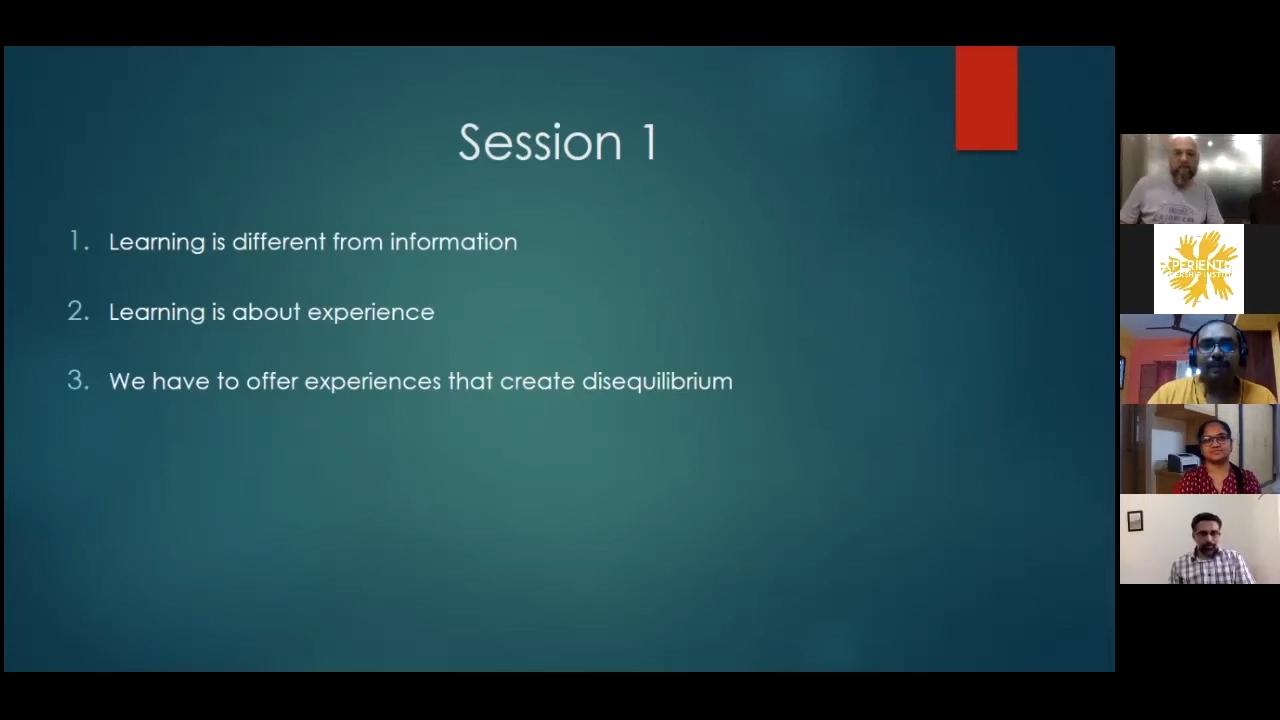 Session 1
1. Learning is different from information
2. Learning is about experience
3. We have to offer experiences that create disequilibrium